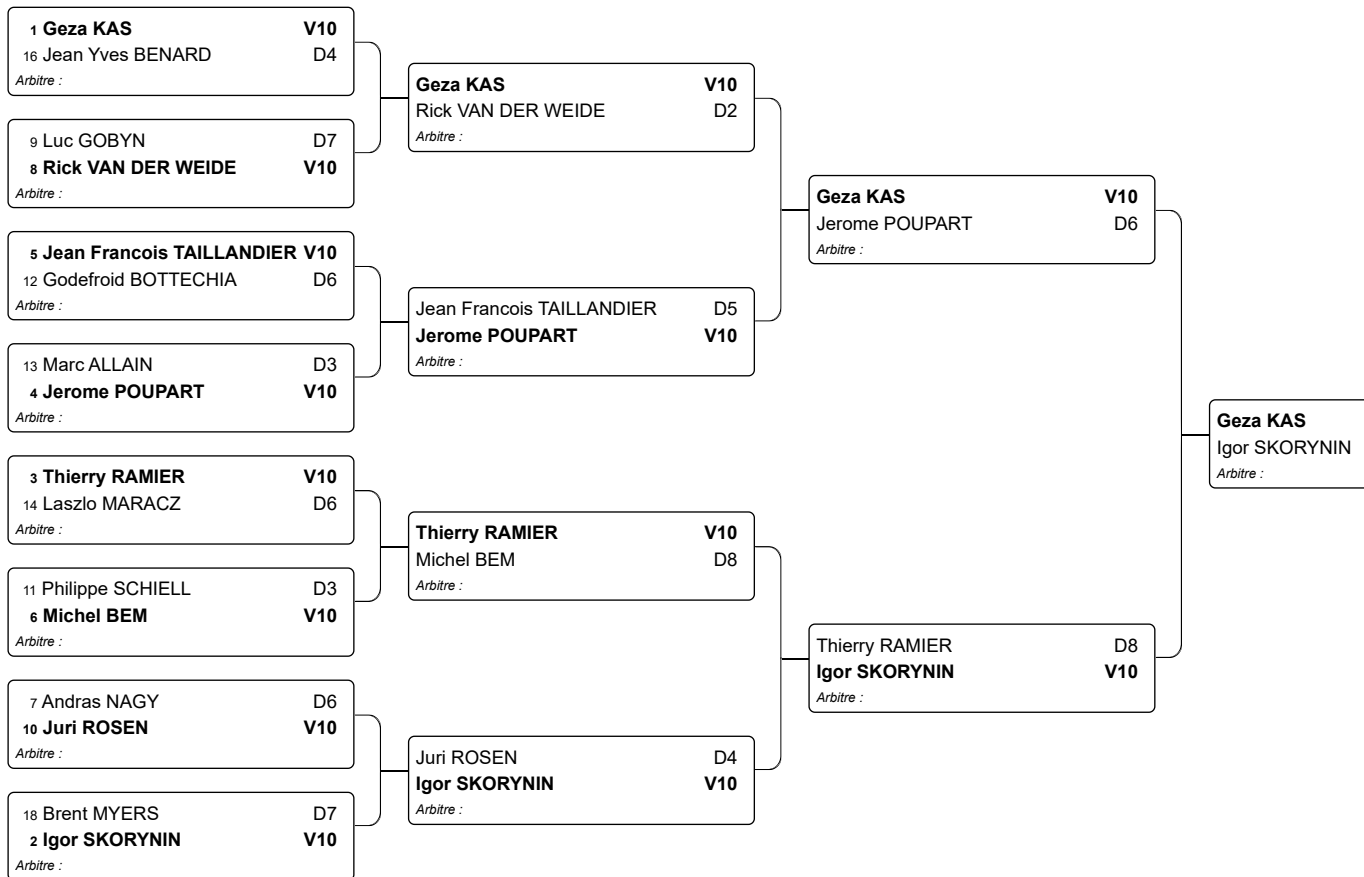 1 Geza KAS V10
16 Jean Yves BENARD D4
Arbitre :
9 Luc GOBYN D7
8 Rick VAN DER WEIDE V10
Arbitre :
5 Jean Francois TAILLANDIER V10
12 Godefroid BOTTECHIA D6
Arbitre :
13 Marc ALLAIN D3
4 Jerome POUPART V10
Arbitre :
3 Thierry RAMIER V10
14 Laszlo MARACZ D6
Arbitre :
11 Philippe SCHIELL D3
6 Michel BEM V10
Arbitre :
7 Andras NAGY D6
10 Juri ROSEN V10
Arbitre :
18 Brent MYERS D7
2 Igor SKORYNIN V10
Arbitre :
Geza KAS V10
Rick VAN DER WEIDE D2
Arbitre :
Jean Francois TAILLANDIER D5
Jerome POUPART V10
Arbitre :
Thierry RAMIER V10
Michel BEM D8
Arbitre :
Juri ROSEN D4
Igor SKORYNIN V10
Arbitre :
Geza KAS V10
Jerome POUPART D6
Arbitre :
Thierry RAMIER D8
Igor SKORYNIN V10
Arbitre :
Geza KAS
Igor SKORYNIN
Arbitre :